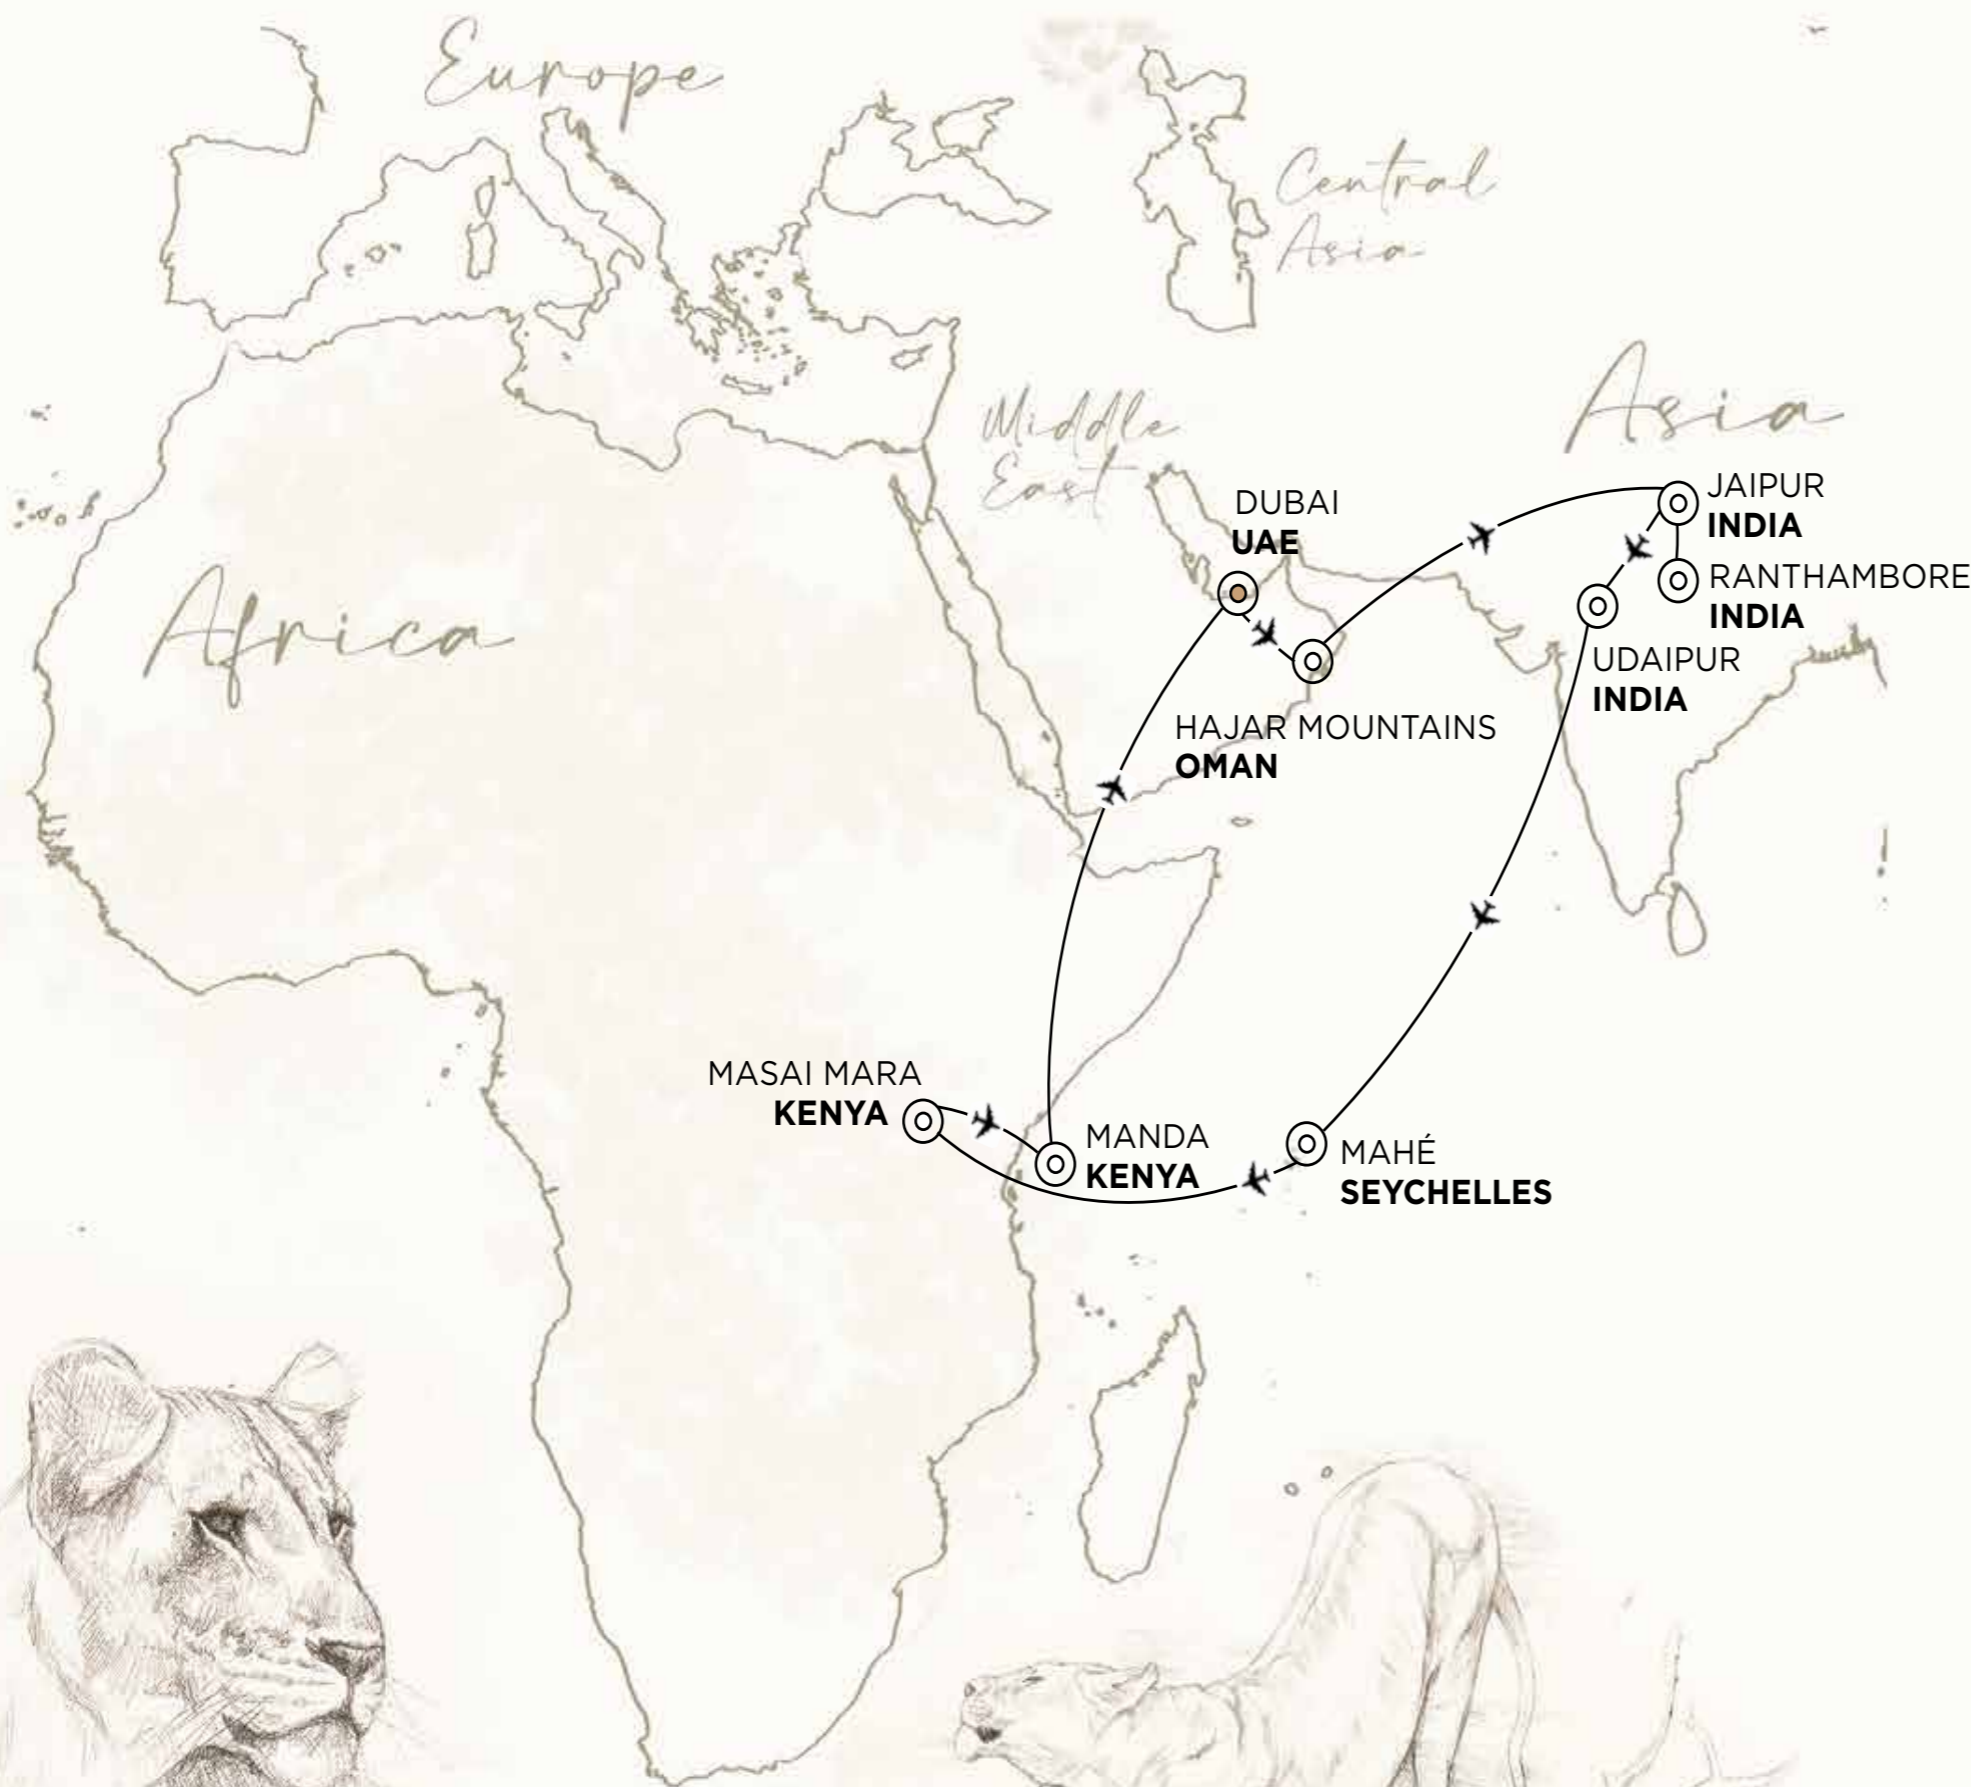 Europe
Central
Asia
Asia
Middle
East
DUBAI
UAE
JAIPUR
INDIA
RANTHAMBORE
INDIA
Africa
UDAIPUR
INDIA
HAJAR MOUNTAINS
OMAN
MASAI MARA
KENYA
MANDA
KENYA
MAHÉ
SEYCHELLES